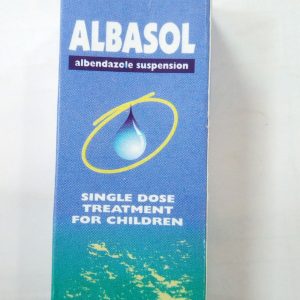 ALBASOL
albendazole suspension
SINGLE DOSE
TREATMENT
FOR CHILDREN